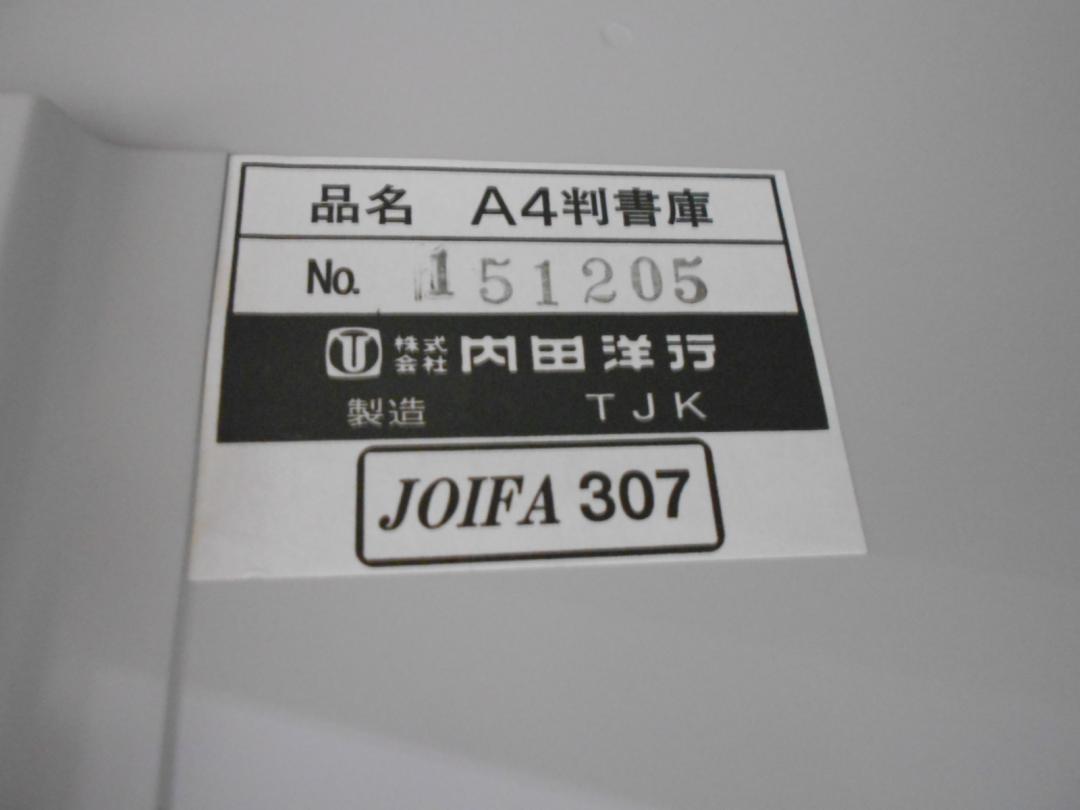 品名 A4判書庫
No. 151205
株式会社 内田洋行
製造 TJK
JOIFA 307